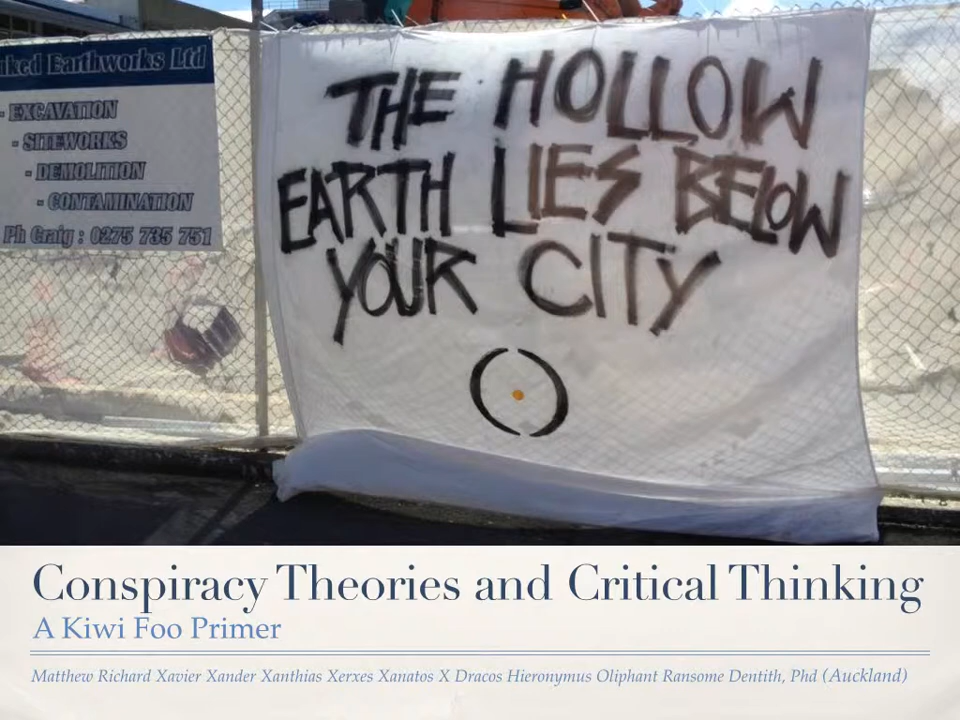 Earthworks Ltd
- EXCAVATION
- SITEWORKS
- DEMOLITION
- CONTAMINATION
Ph Craig : 0275 735 751
THE HOLLOW
EARTH LIES BELOW
YOUR CITY
Conspiracy Theories and Critical Thinking
A Kiwi Foo Primer
Matthew Richard Xavier Xander Xanthias Xerxes Xanatos X Dracos Hieronymus Oliphant Ransome Dentith, Phd (Auckland)